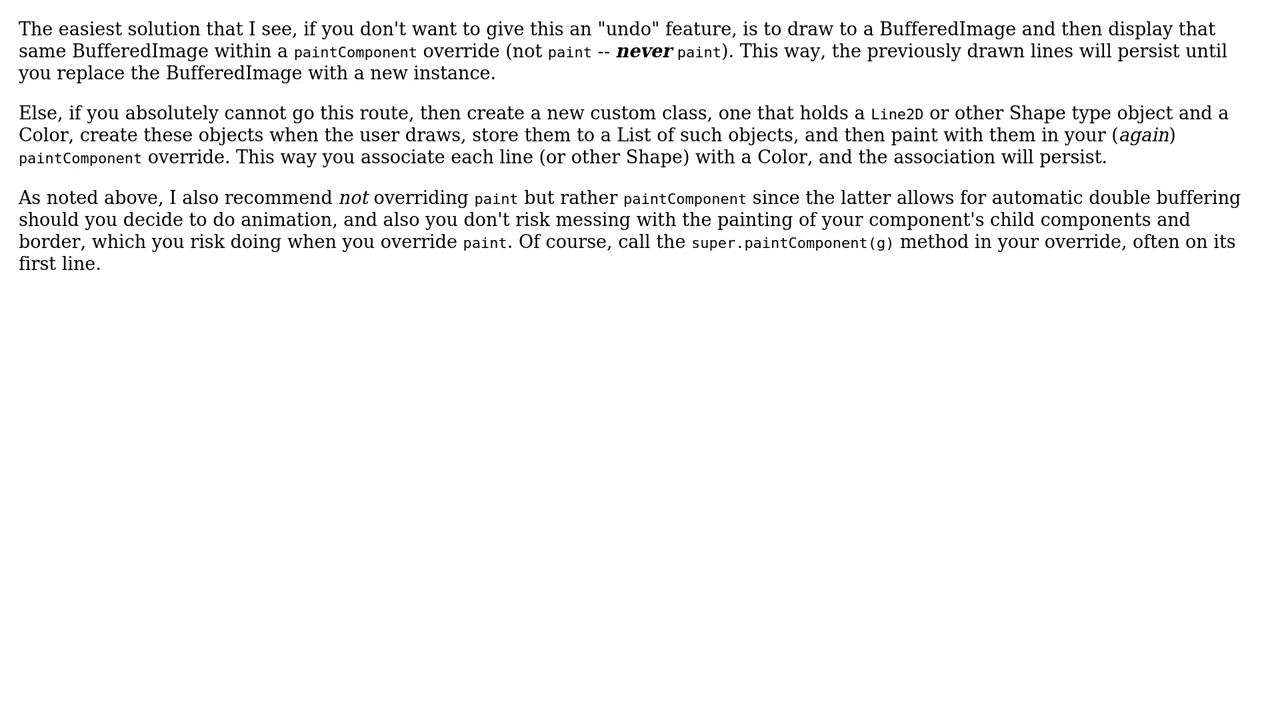 The easiest solution that I see, if you don't want to give this an "undo" feature, is to draw to a BufferedImage and then display that
same BufferedImage within a paintComponent override (not paint -- never paint). This way, the previously drawn lines will persist until
you replace the BufferedImage with a new instance.
Else, if you absolutely cannot go this route, then create a new custom class, one that holds a Line2D or other Shape type object and a
Color, create these objects when the user draws, store them to a List of such objects, and then paint with them in your (again)
paintComponent override. This way you associate each line (or other Shape) with a Color, and the association will persist.
As noted above, I also recommend not overriding paint but rather paintComponent since the latter allows for automatic double buffering
should you decide to do animation, and also you don't risk messing with the painting of your component's child components and
border, which you risk doing when you override paint. Of course, call the super.paintComponent(g) method in your override, often on its
first line.